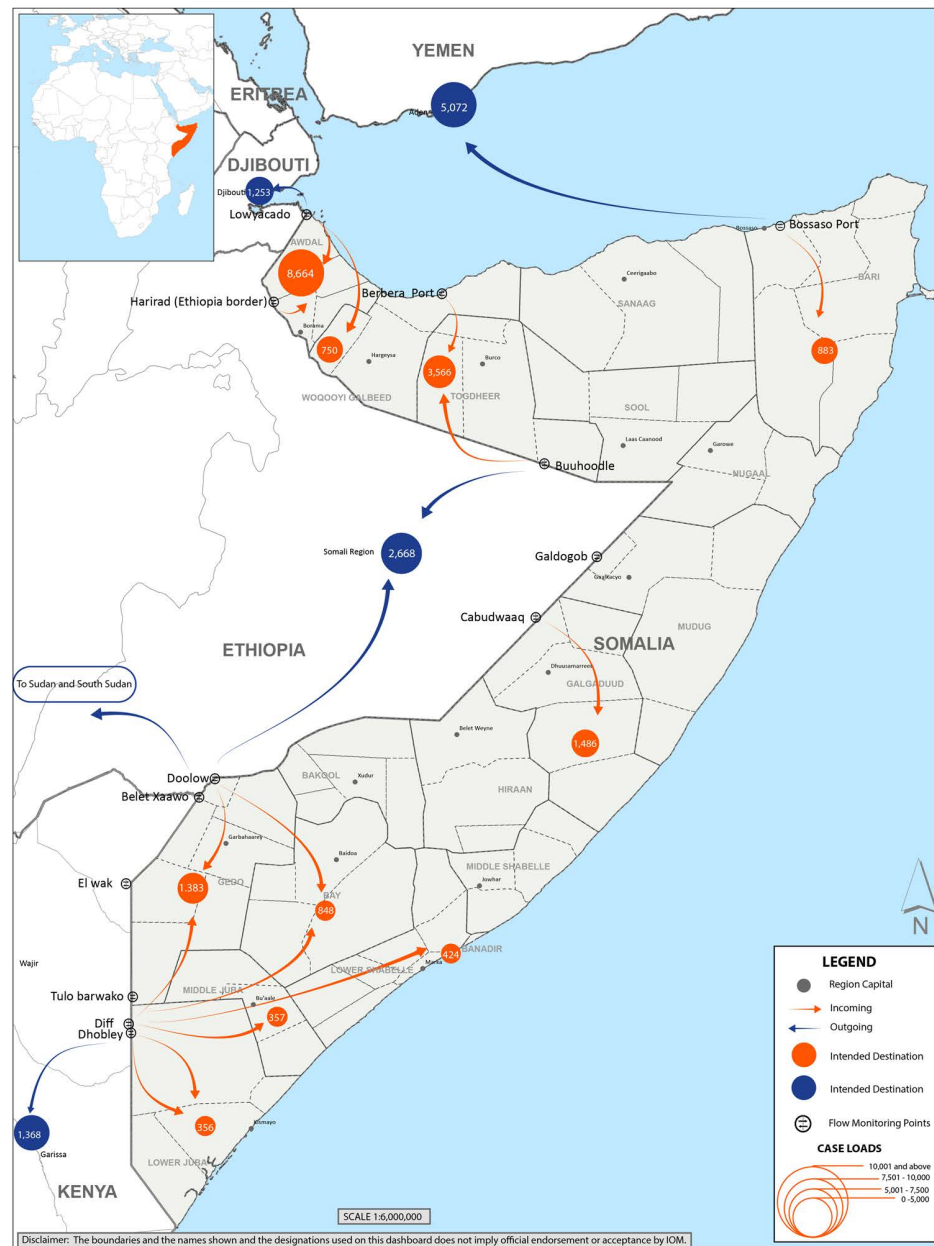 YEMEN
ERITREA
Aden
5,072
DJIBOUTI
Djibouti
1,253
Lowyacado
Bossaso
Bossaso Port
AWDAL
8,664
BARI
Ceerigaabo
Berbera Port
SANAAG
Harirad (Ethiopia border)
Borama
750
883
Hargeysa
Burco
3,566
WOQOOYI GALBEED
TOGDHEER
SOOL
Laas Caanood
Garowe
Buuhoodle
NUGAAL
Somali Region
2,668
Galdogob
Cabudwaaq
MUDUG
ETHIOPIA
SOMALIA
Dhuusamarreeb
GALGADUUD
To Sudan and South Sudan
Belet Weyne
1,486
Doolow
BAKOOL
Xudur
HIRAAN
Belet Xaawo
Garbahaarey
Baidoa
MIDDLE SHABELLE
El wak
1.383
GEDO
Jowhar
BAY
848
N
424
BANADIR
Wajir
LOWER SHABELLE
Marka
MIDDLE JUBA
Tulo barwako
Bu'aale
Diff
357
Dhobley
1,368
356
Kismayo
Garissa
LOWER JUBA
KENYA
LEGEND
Region Capital
Incoming
Outgoing
Intended Destination
Intended Destination
Flow Monitoring Points
CASE LOADS
10,001 and above
7,501 - 10,000
5,001 - 7,500
0 -5,000
SCALE 1:6,000,000
Disclaimer: The boundaries and the names shown and the designations used on this dashboard does not imply official endorsement or acceptance by IOM.